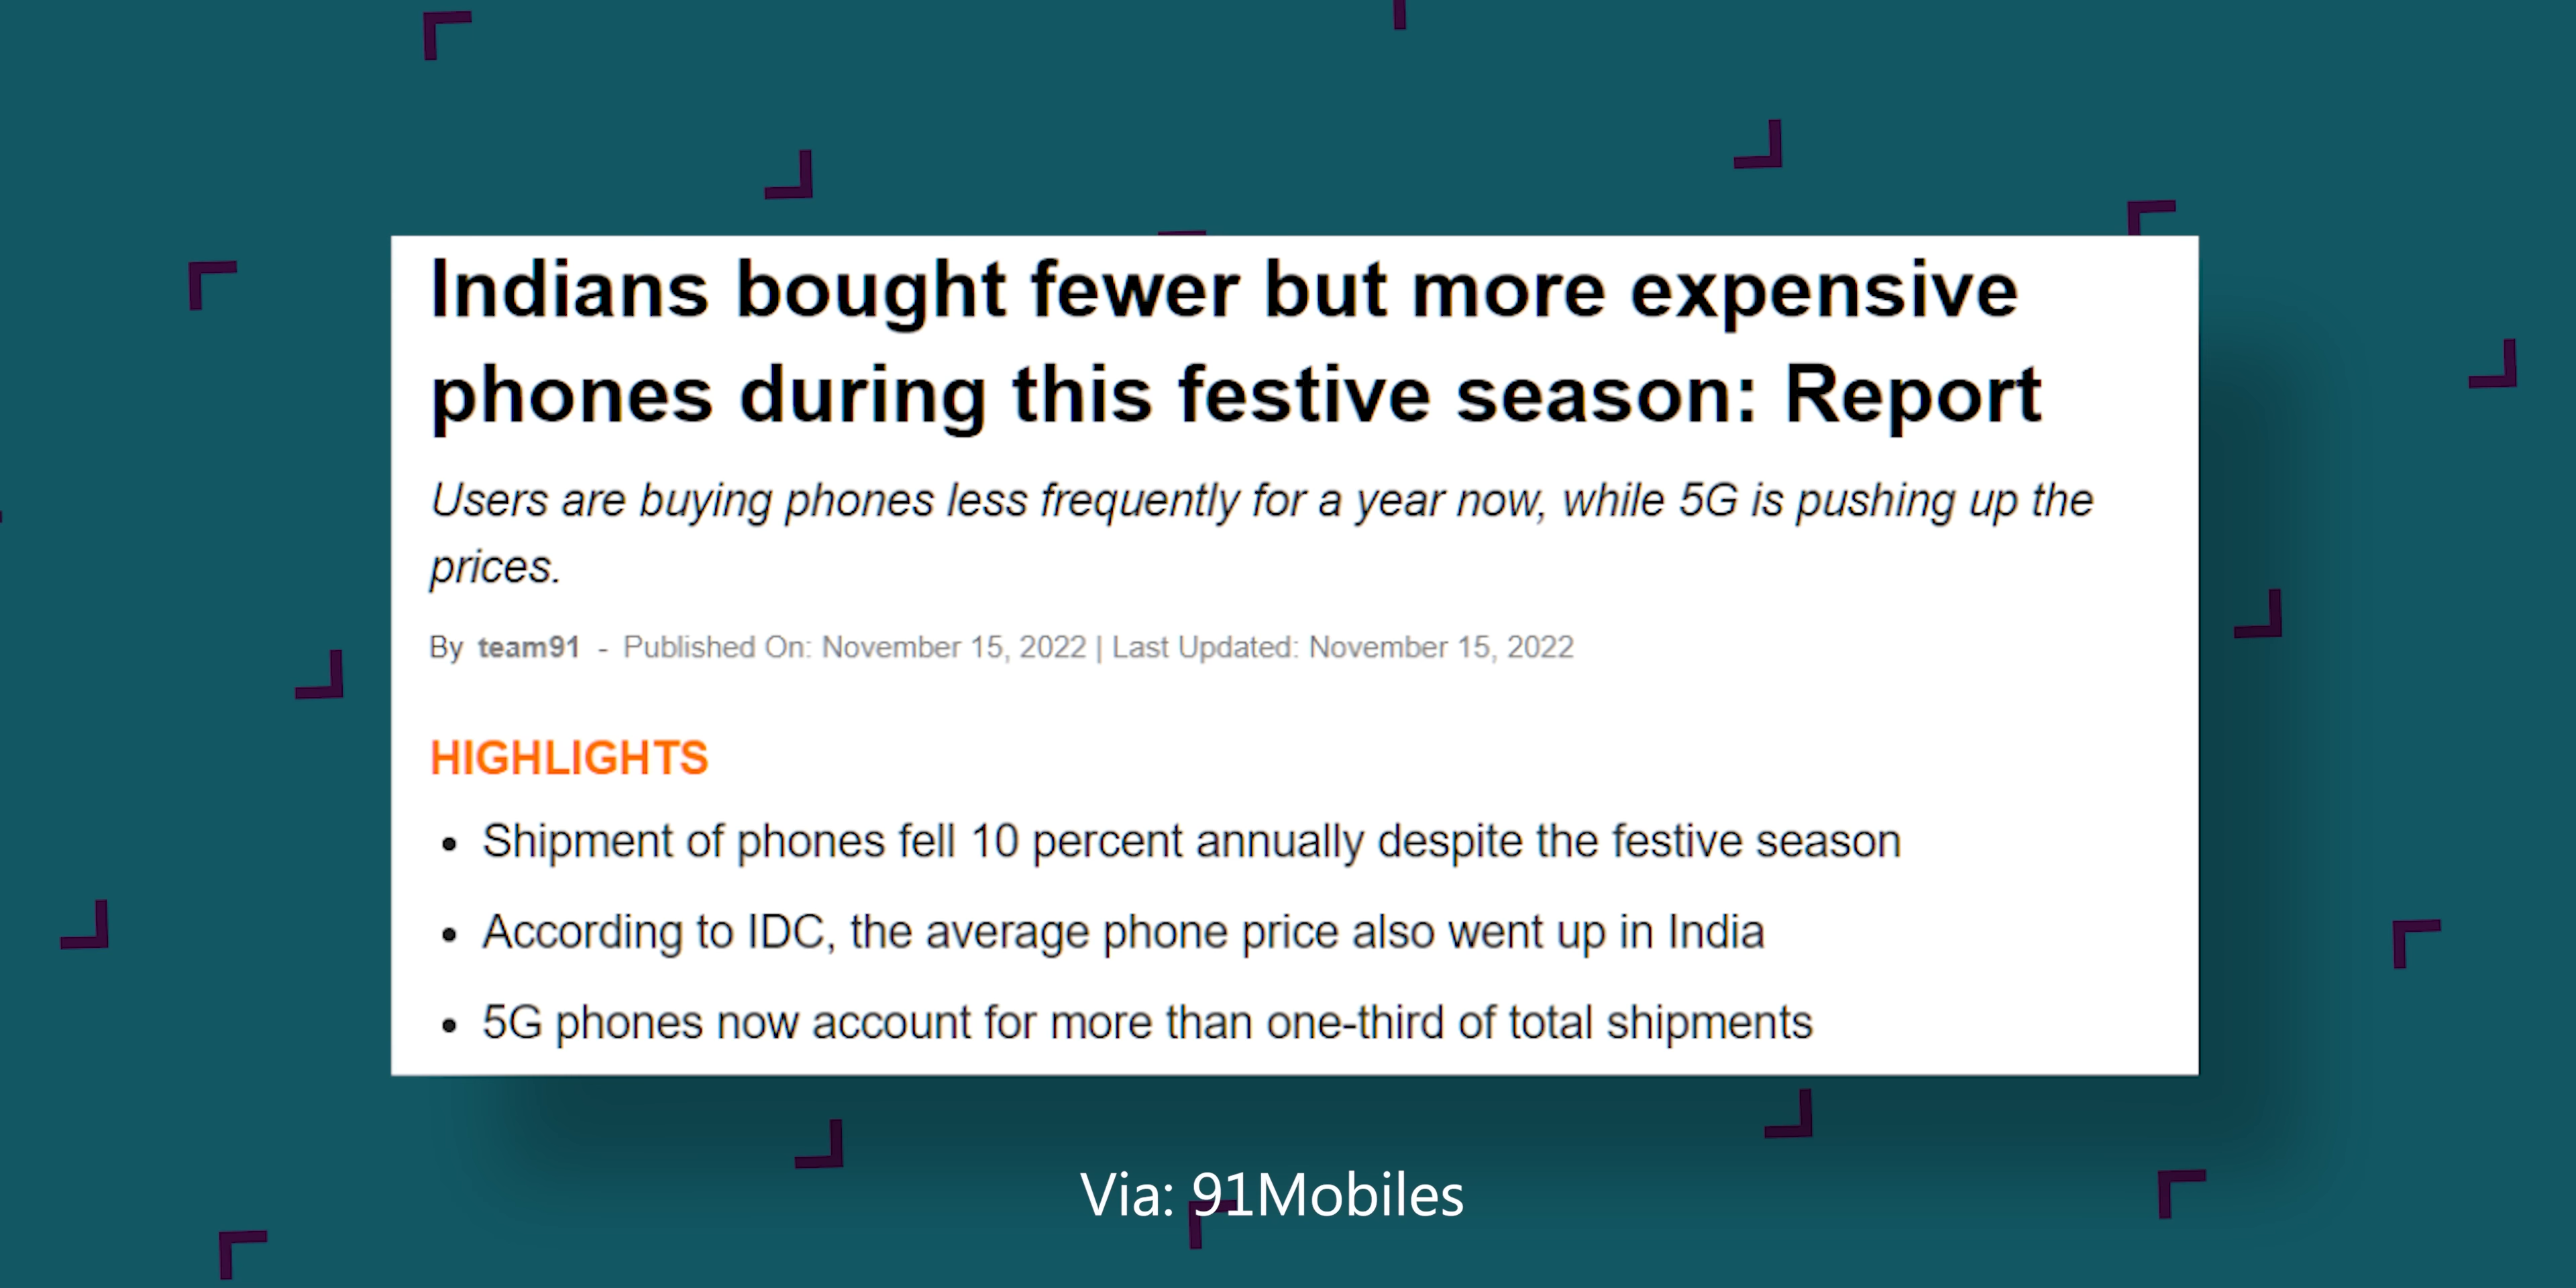 Indians bought fewer but more expensive
phones during this festive season: Report
Users are buying phones less frequently for a year now, while 5G is pushing up the
prices.
By team91 - Published On: November 15, 2022 | Last Updated: November 15, 2022
HIGHLIGHTS
• Shipment of phones fell 10 percent annually despite the festive season
• According to IDC, the average phone price also went up in India
• 5G phones now account for more than one-third of total shipments
Via: 91Mobiles